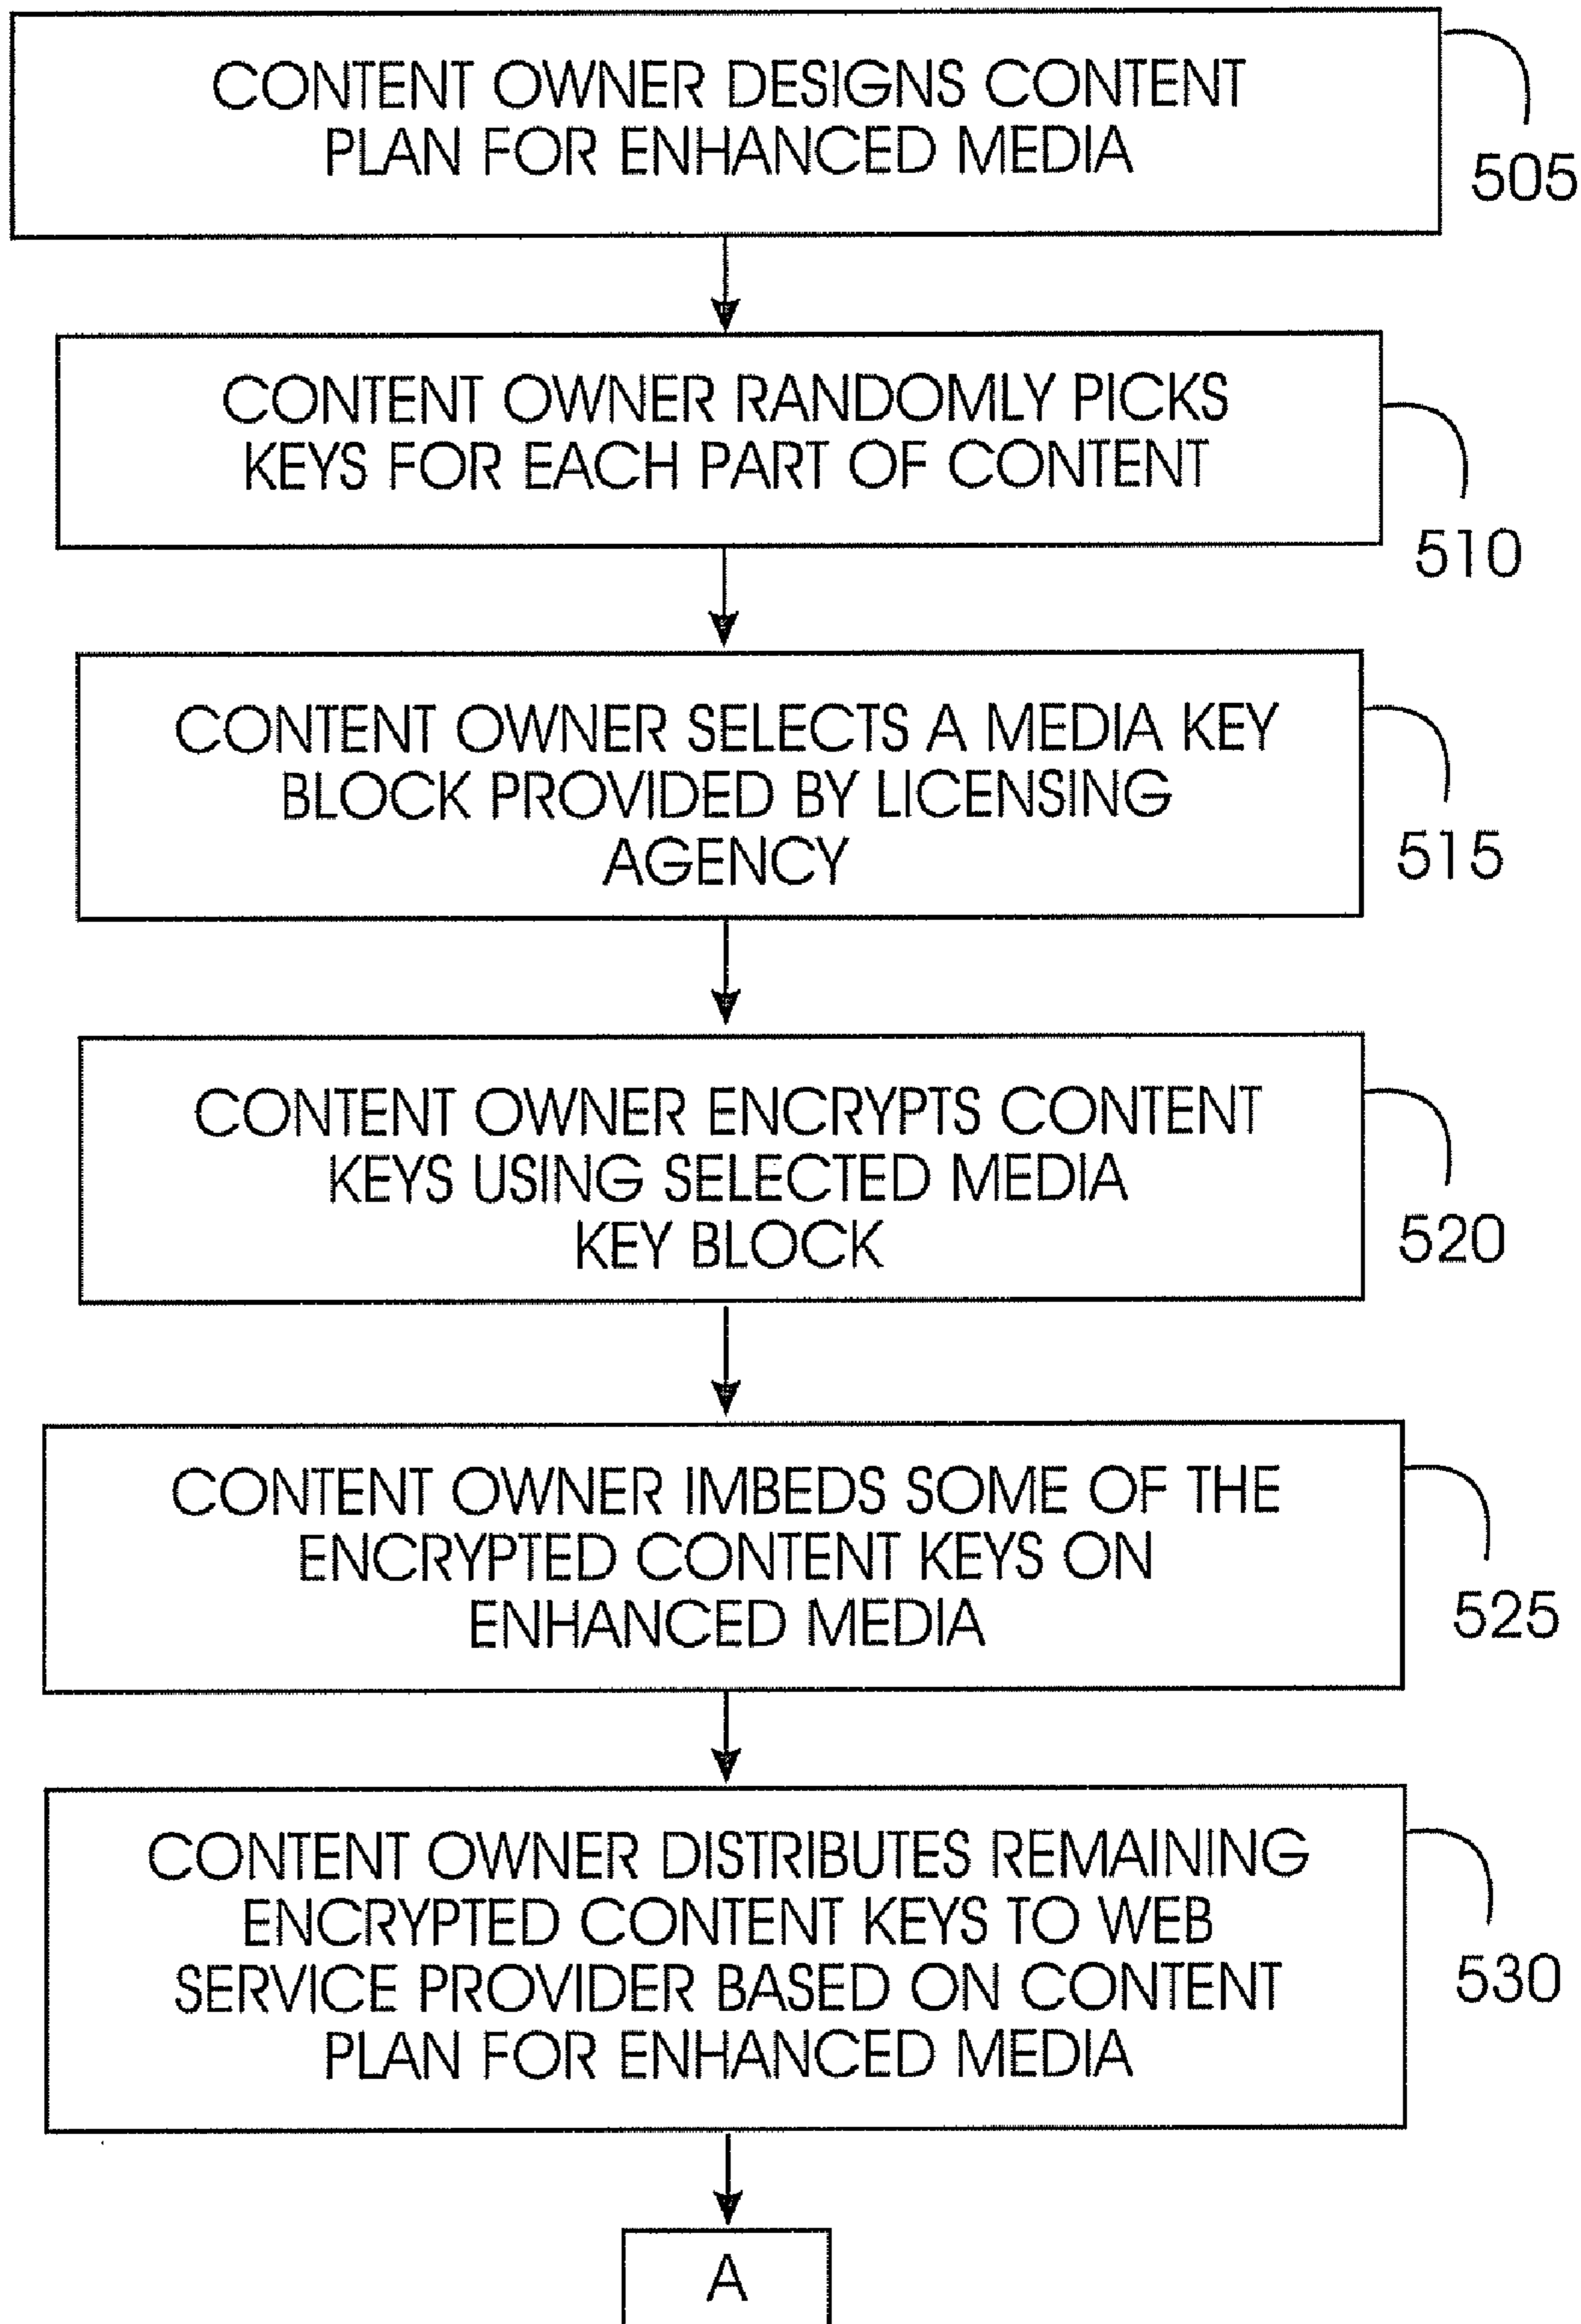 CONTENT OWNER DESIGNS CONTENT
PLAN FOR ENHANCED MEDIA
505
CONTENT OWNER RANDOMLY PICKS
KEYS FOR EACH PART OF CONTENT
510
CONTENT OWNER SELECTS A MEDIA KEY
BLOCK PROVIDED BY LICENSING
AGENCY
515
CONTENT OWNER ENCRYPTS CONTENT
KEYS USING SELECTED MEDIA
KEY BLOCK
520
CONTENT OWNER IMBEDS SOME OF THE
ENCRYPTED CONTENT KEYS ON
ENHANCED MEDIA
525
CONTENT OWNER DISTRIBUTES REMAINING
ENCRYPTED CONTENT KEYS TO WEB
SERVICE PROVIDER BASED ON CONTENT
PLAN FOR ENHANCED MEDIA
530
A